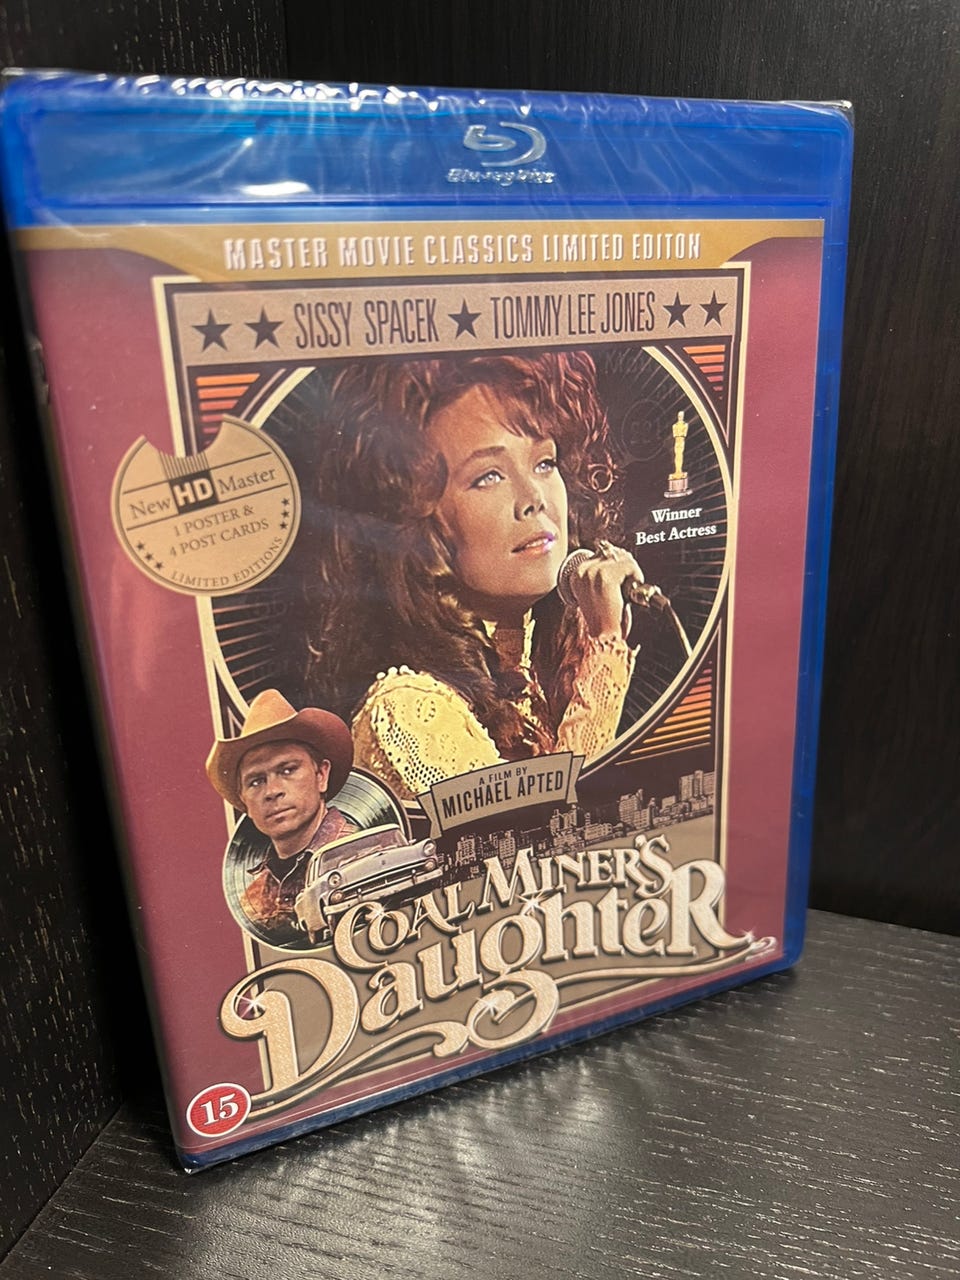 Blu-ray Disc
MASTER MOVIE CLASSICS LIMITED EDITON
SISSY SPACEK TOMMY LEE JONES
New HD Master
1 POSTER &
4 POST CARDS
LIMITED EDITIONS
Winner
Best Actress
A FILM BY
MICHAEL APTED
COAL MINER'S
DaughteR
15